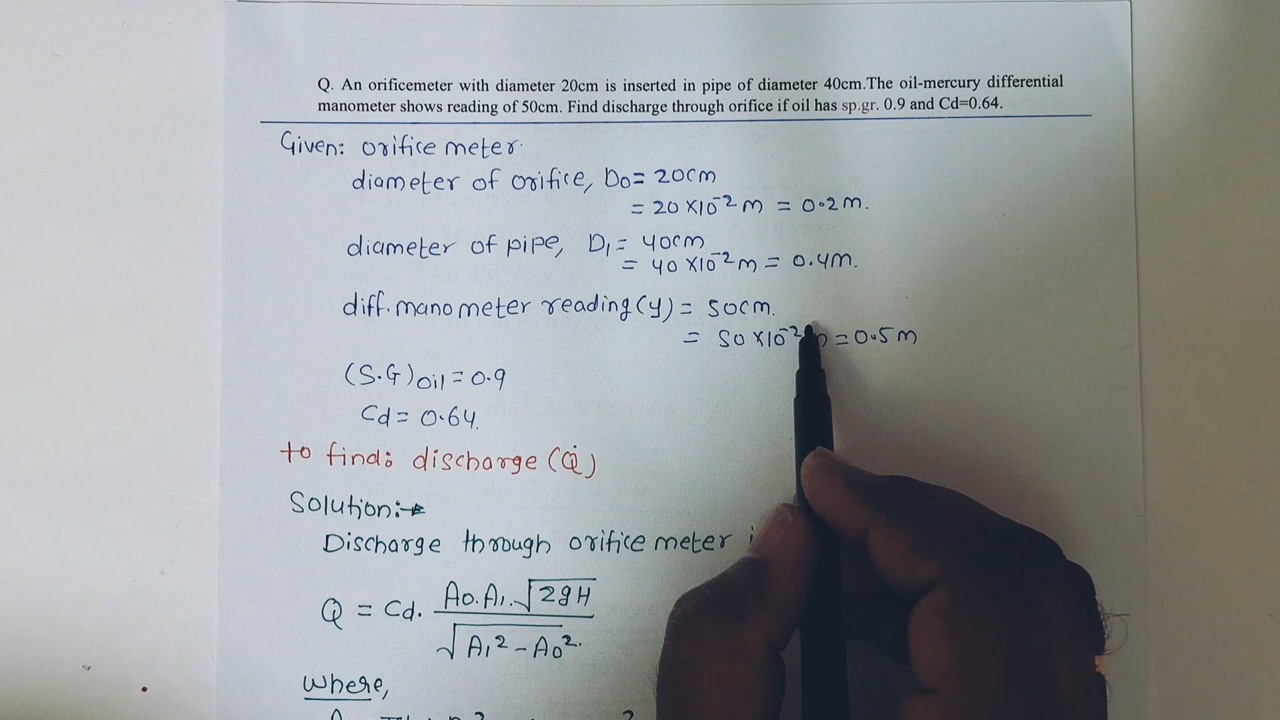 Q. An orificemeter with diameter 20cm is inserted in pipe of diameter 40cm.The oil-mercury differential
manometer shows reading of 50cm. Find discharge through orifice if oil has sp.gr. 0.9 and Cd=0.64.
Given: orifice meter.
diameter of orifice, D₀= 20cm
= 20×10⁻² m = 0.2m.
diameter of pipe, D₁= 40cm
= 40×10⁻² m = 0.4m.
diff. manometer reading(y) = 50cm.
= 50×10⁻² = 0.5m
(S.G)oil = 0.9
Cd = 0.64.
to find: discharge (Q̇)
Solution:→
Discharge through orifice meter
Q = Cd. A₀.A₁.√2gH
√A₁² - A₀².
where,